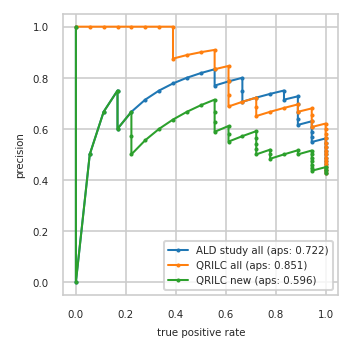 1.0
0.8
0.6
0.4
0.2
0.0
precision
0.0 0.2 0.4 0.6 0.8 1.0
true positive rate
ALD study all (aps: 0.722)
QRILC all (aps: 0.851)
QRILC new (aps: 0.596)